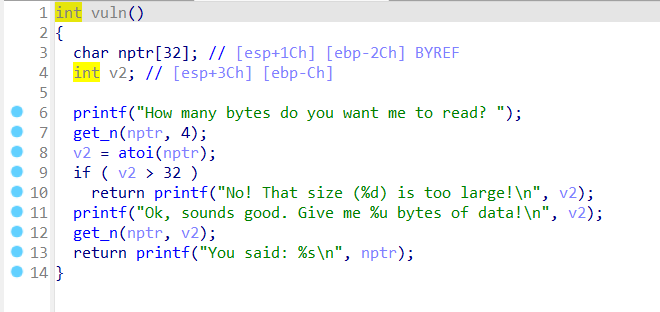 1 int vuln()
2 {
3 char nptr[32]; // [esp+1Ch] [ebp-2Ch] BYREF
4 int v2; // [esp+3Ch] [ebp-Ch]
5
6 printf("How many bytes do you want me to read? ");
7 get_n(nptr, 4);
8 v2 = atoi(nptr);
9 if ( v2 > 32 )
10 return printf("No! That size (%d) is too large!\n", v2);
11 printf("Ok, sounds good. Give me %u bytes of data!\n", v2);
12 get_n(nptr, v2);
13 return printf("You said: %s\n", nptr);
14 }